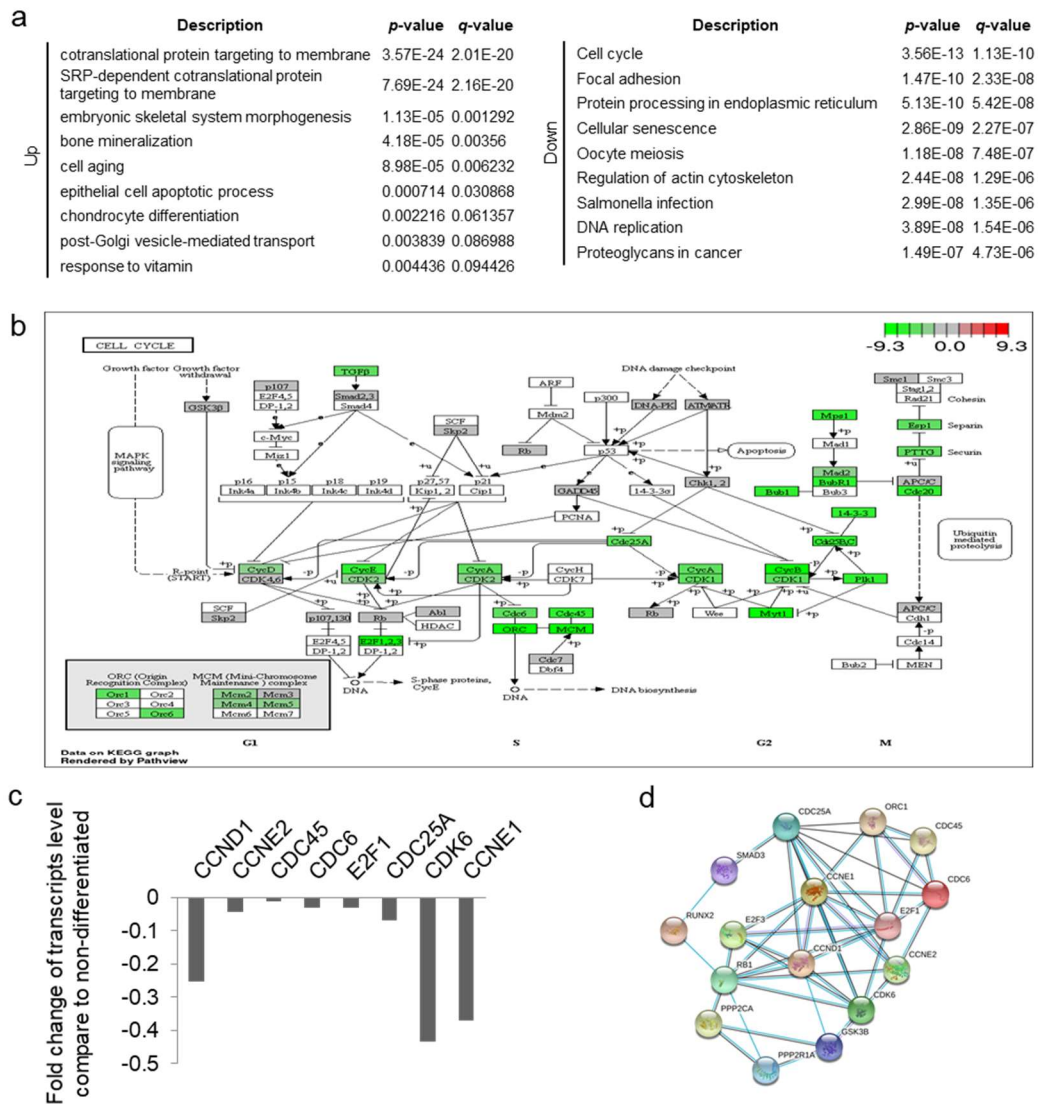 a
Description p-value q-value
cotranslational protein targeting to membrane 3.57E-24 2.01E-20
SRP-dependent cotranslational protein
targeting to membrane 7.69E-24 2.16E-20
embryonic skeletal system morphogenesis 1.13E-05 0.001292
bone mineralization 4.18E-05 0.00356
cell aging 8.98E-05 0.006232
epithelial cell apoptotic process 0.000714 0.030868
chondrocyte differentiation 0.002216 0.061357
post-Golgi vesicle-mediated transport 0.003839 0.086988
response to vitamin 0.004436 0.094426
Up
Description p-value q-value
Cell cycle 3.56E-13 1.13E-10
Focal adhesion 1.47E-10 2.33E-08
Protein processing in endoplasmic reticulum 5.13E-10 5.42E-08
Cellular senescence 2.86E-09 2.27E-07
Oocyte meiosis 1.18E-08 7.48E-07
Regulation of actin cytoskeleton 2.44E-08 1.29E-06
Salmonella infection 2.99E-08 1.35E-06
DNA replication 3.89E-08 1.54E-06
Proteoglycans in cancer 1.49E-07 4.73E-06
Down
b
CELL CYCLE
-9.3 0.0 9.3
Growth factor
Growth factor
withdrawal
GSK3β
MAPK
signaling
pathway
R-point
(START)
p107
E2F4,5
DP-1,2
TGFβ
Smad2,3
Smad4
c-Myc
Miz1
SCF
Skp2
ARF
Mdm2
Rb
p300
DNA damage checkpoint
DNA-PK
ATM/ATR
p53
Apoptosis
p16
Ink4a
p15
Ink4b
p18
Ink4c
p19
Ink4d
p27,57
Kip1, 2
p21
Cip1
GADD45
14-3-3σ
PCNA
Chk1, 2
Smc1
Smc3
Stag1,2
Rad21
Cohesin
Mps1
Mad1
Esp1
Separin
PTTG
Securin
Mad2
BubR1
Bub3
Bub1
APC/C
Cdc20
14-3-3
Cdc25A
Cdc25B,C
Ubiquitin
mediated
proteolysis
CycD
CDK4,6
CycE
CDK2
CycA
CDK2
CycH
CDK7
CycA
CDK1
CycB
CDK1
Plk1
SCF
Skp2
p107,130
E2F4,5
DP-1,2
Rb
E2F1,2,3
DP-1,2
Abl
HDAC
Cdc6
ORC
Cdc45
MCM
Cdc7
Dbf4
Rb
Wee
Myt1
APC/C
Cdh1
Cdc14
Bub2
MEN
DNA
S-phase proteins,
CycE
DNA
DNA biosynthesis
ORC (Origin
Recognition Complex)
Orc1 Orc2
Orc3 Orc4
Orc5 Orc6
MCM (Mini-Chromosome
Maintenance ) complex
Mcm2 Mcm3
Mcm4 Mcm5
Mcm6 Mcm7
G1 S G2 M
Data on KEGG graph
Rendered by Pathview
c
Fold change of transcripts level
compare to non-differentiated
CCND1
CCNE2
CDC45
CDC6
E2F1
CDC25A
CDK6
CCNE1
0
-0.1
-0.2
-0.3
-0.4
-0.5
d
CDC25A
ORC1
CDC45
SMAD3
CCNE1
CDC6
RUNX2
E2F3
E2F1
CCND1
CCNE2
RB1
CDK6
PPP2CA
GSK3B
PPP2R1A